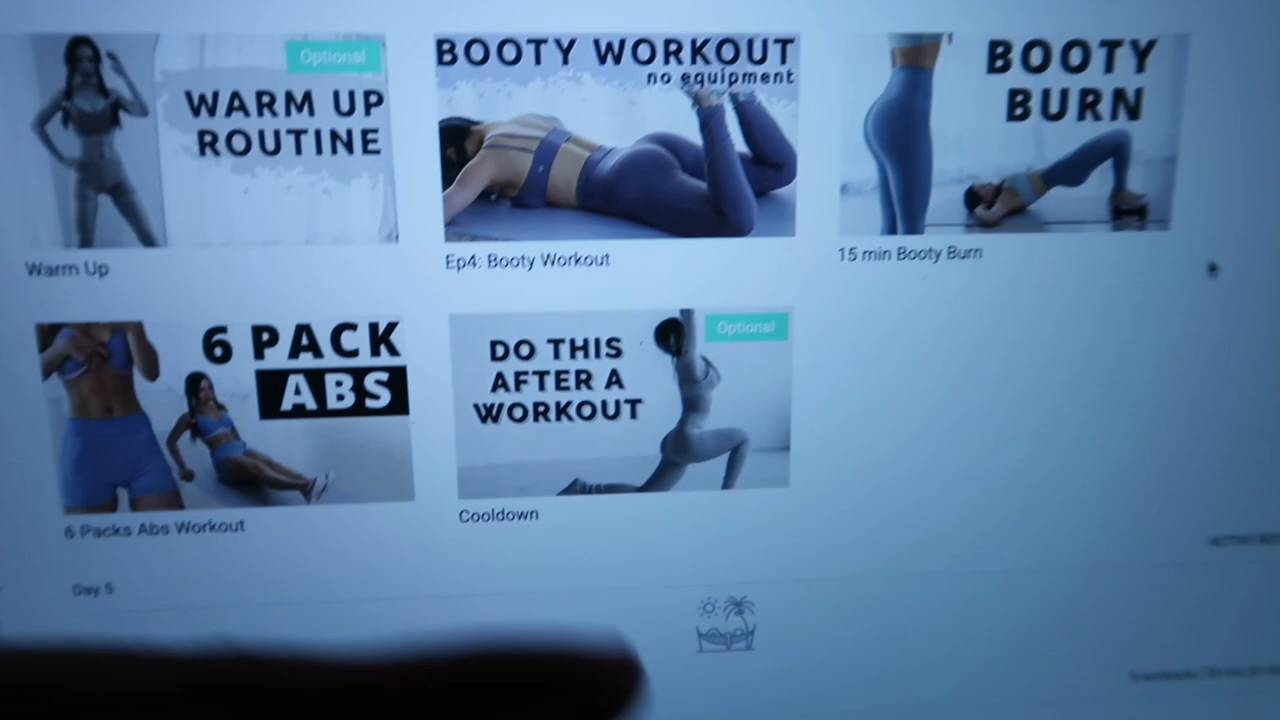 Optional
WARM UP
ROUTINE
Warm Up
BOOTY WORKOUT
no equipment
Ep4: Booty Workout
BOOTY
BURN
15 min Booty Burn
6 PACK
ABS
6 Packs Abs Workout
Optional
DO THIS
AFTER A
WORKOUT
Cooldown
Day 5